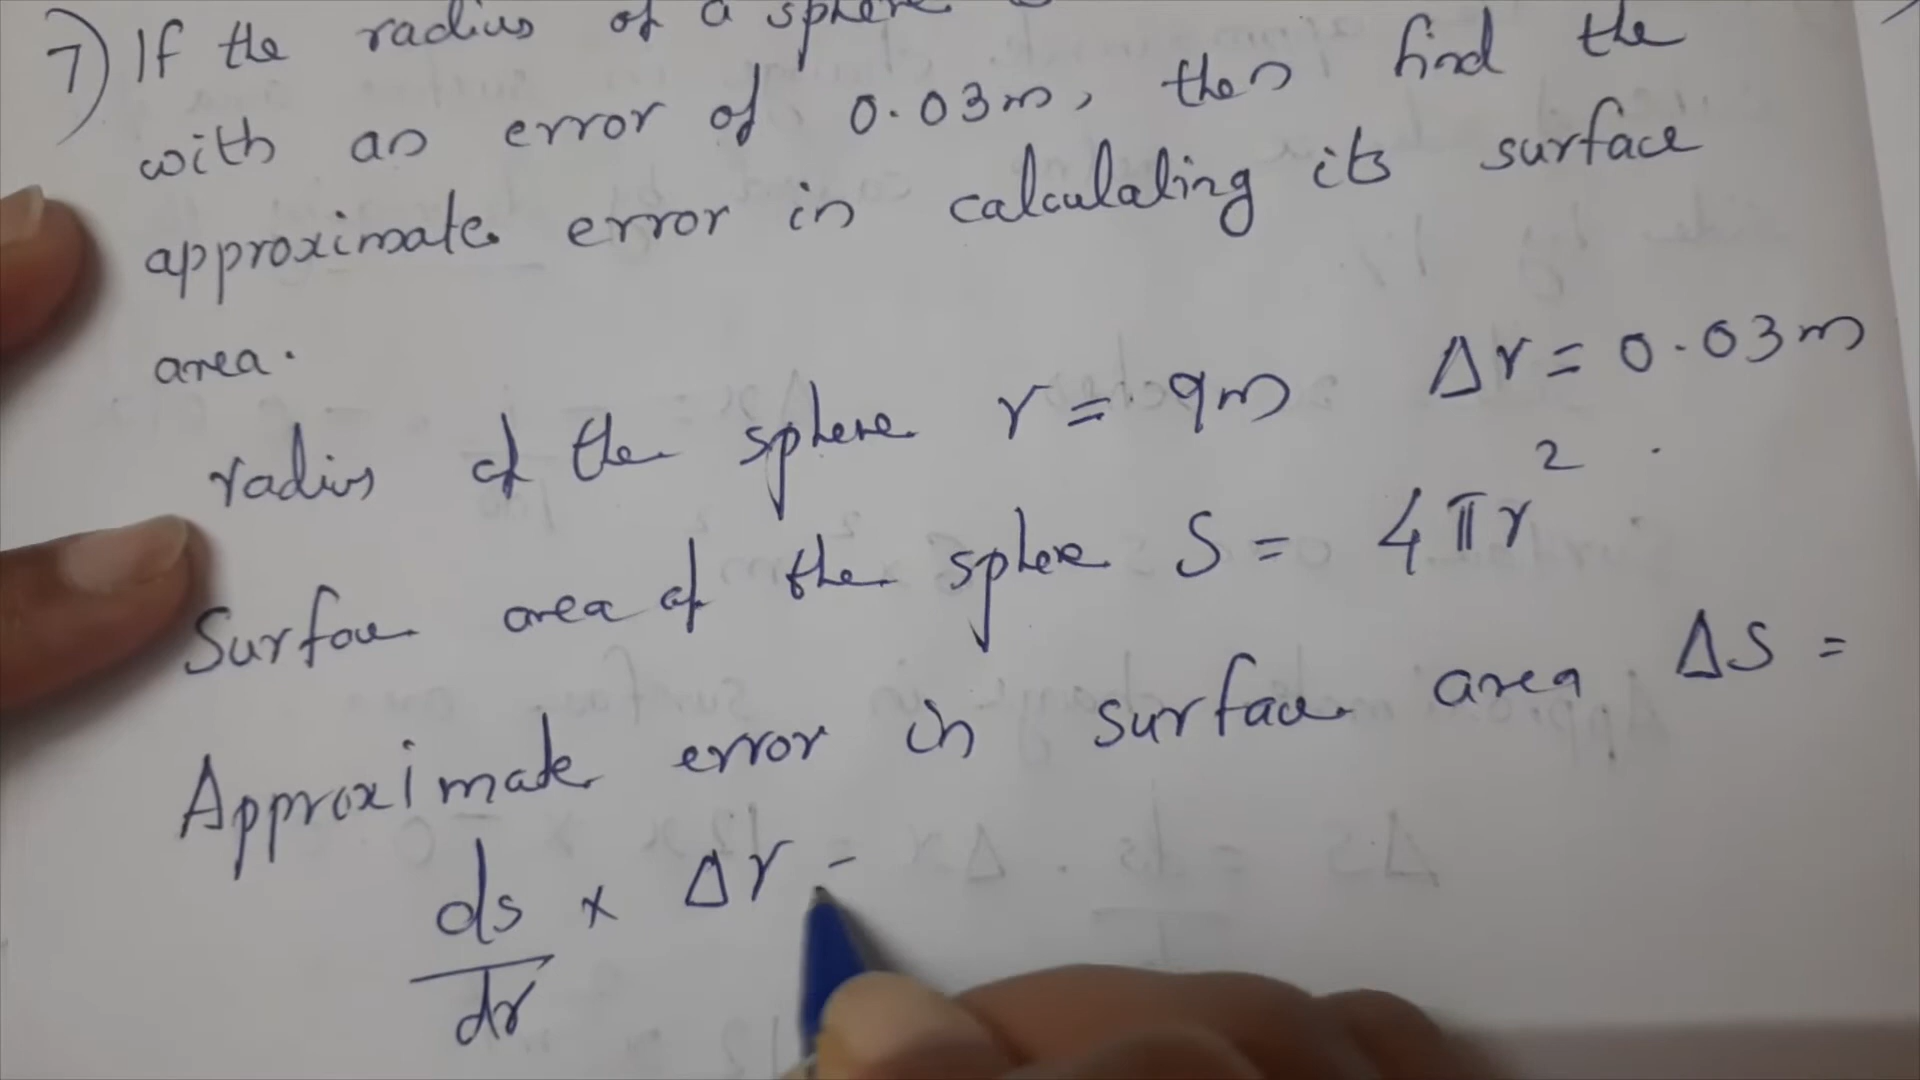 7) If the radius of a sphere
with an error of 0.03m, then find the
approximate error in calculating its surface
area.
radius of the sphere r = 9m Δr = 0.03m
Surface area of the sphere S = 4πr².
Approximate error in surface area ΔS =
ds/dr × Δr =